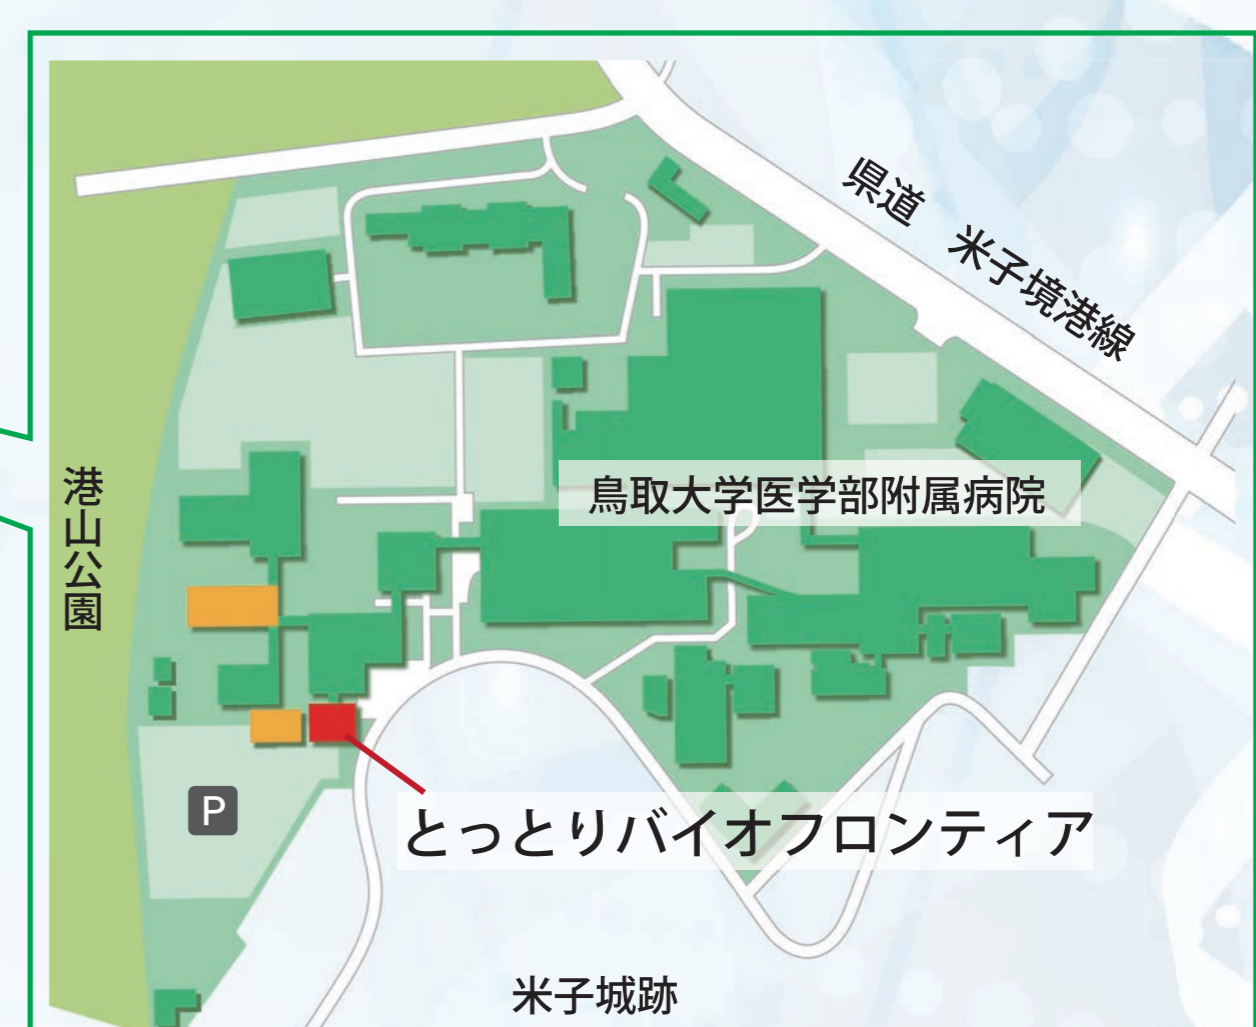 県道　米子境港線
鳥取大学医学部附属病院
港山公園
P
とっとりバイオフロンティア
米子城跡